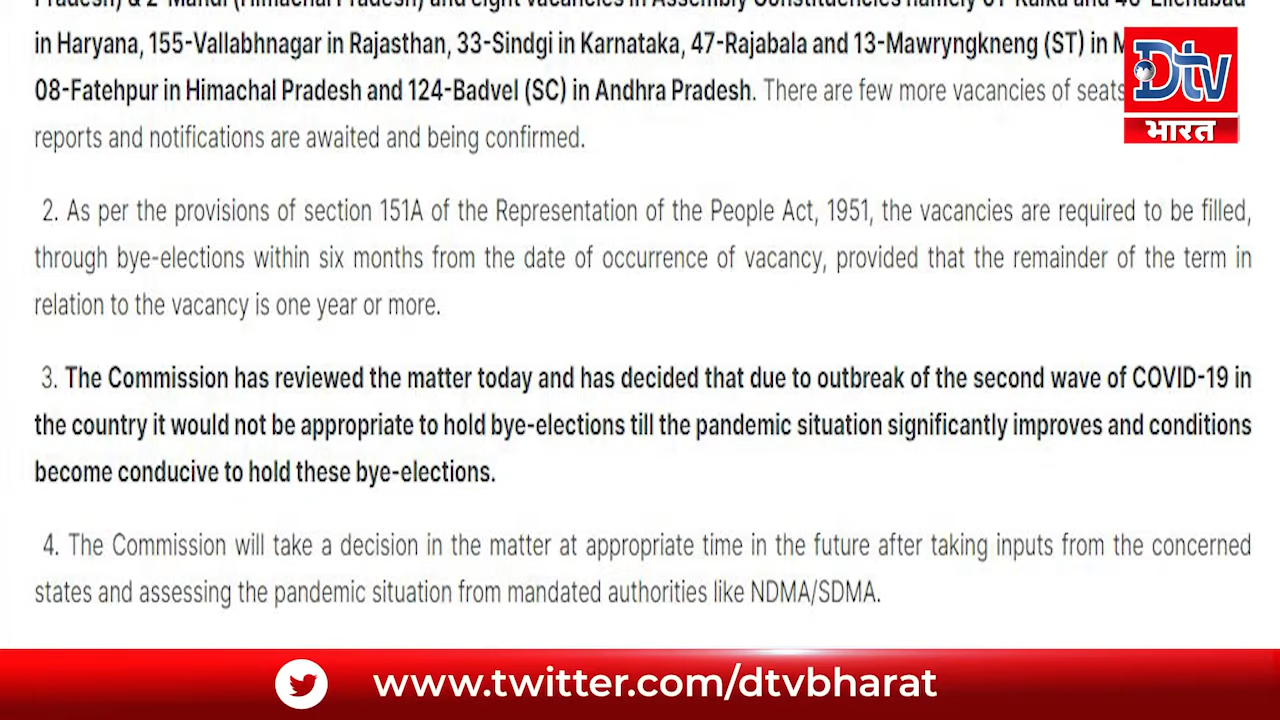 in Haryana, 155-Vallabhnagar in Rajasthan, 33-Sindgi in Karnataka, 47-Rajabala and 13-Mawryngkneng (ST) in
08-Fatehpur in Himachal Pradesh and 124-Badvel (SC) in Andhra Pradesh. There are few more vacancies of seats
reports and notifications are awaited and being confirmed.
Dtv
भारत
2. As per the provisions of section 151A of the Representation of the People Act, 1951, the vacancies are required to be filled,
through bye-elections within six months from the date of occurrence of vacancy, provided that the remainder of the term in
relation to the vacancy is one year or more.
3. The Commission has reviewed the matter today and has decided that due to outbreak of the second wave of COVID-19 in
the country it would not be appropriate to hold bye-elections till the pandemic situation significantly improves and conditions
become conducive to hold these bye-elections.
4. The Commission will take a decision in the matter at appropriate time in the future after taking inputs from the concerned
states and assessing the pandemic situation from mandated authorities like NDMA/SDMA.
www.twitter.com/dtvbharat